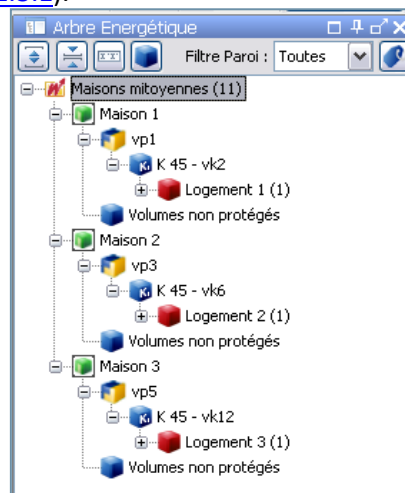 Arbre Energétique
Filtre Paroi : Toutes
Maisons mitoyennes (11)
Maison 1
vp1
K 45 - vk2
Logement 1 (1)
Volumes non protégés
Maison 2
vp3
K 45 - vk6
Logement 2 (1)
Volumes non protégés
Maison 3
vp5
K 45 - vk12
Logement 3 (1)
Volumes non protégés